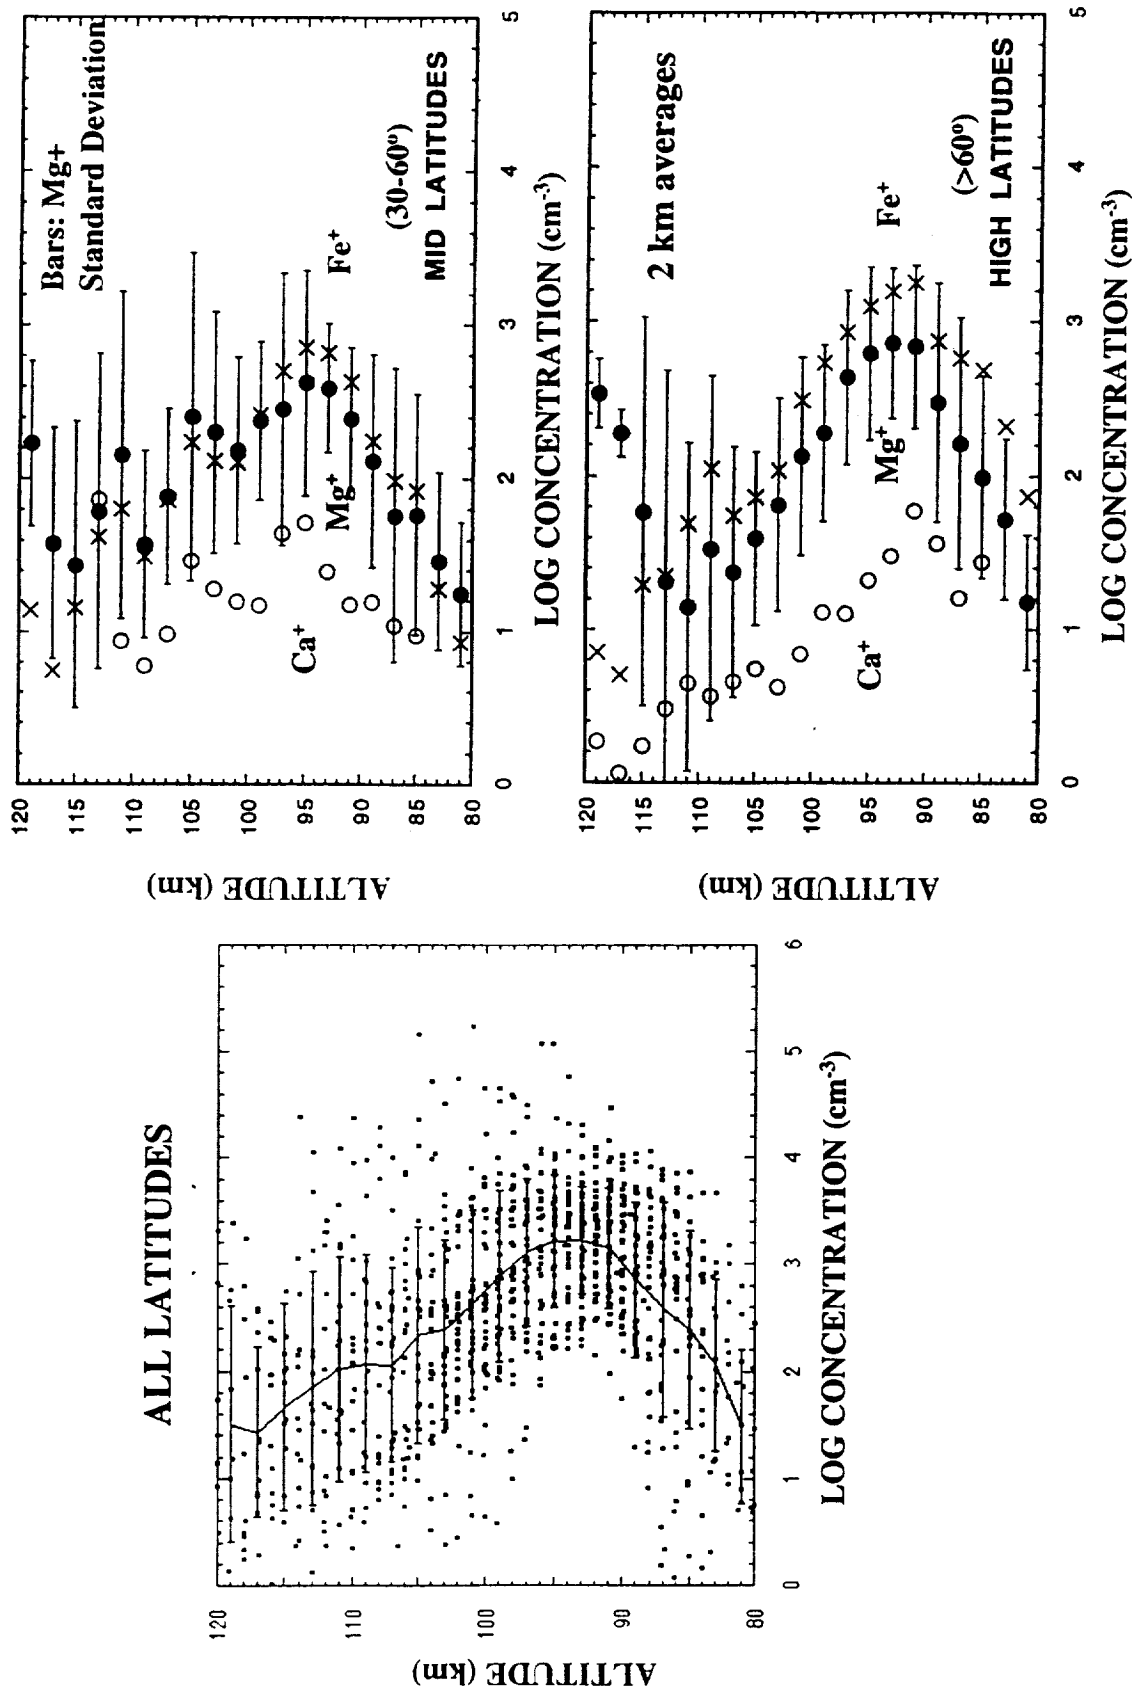 ALL LATITUDES
ALTITUDE (km)
120
110
100
90
80
0
1
2
3
4
5
6
LOG CONCENTRATION (cm-3)
ALTITUDE (km)
120
115
110
105
100
95
90
85
80
Bars: Mg+
Standard Deviation
Ca+
Mg+
Fe+
(30-60º)
MID LATITUDES
0
1
2
3
4
5
LOG CONCENTRATION (cm-3)
ALTITUDE (km)
120
115
110
105
100
95
90
85
80
2 km averages
Ca+
Mg+
Fe+
(>60º)
HIGH LATITUDES
0
1
2
3
4
5
LOG CONCENTRATION (cm-3)